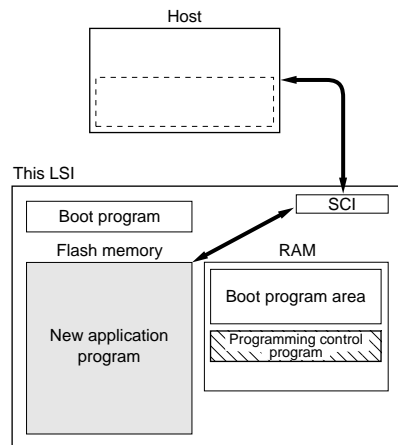 Host
This LSI
SCI
Boot program
Flash memory
RAM
Boot program area
New application
program
Programming control
program